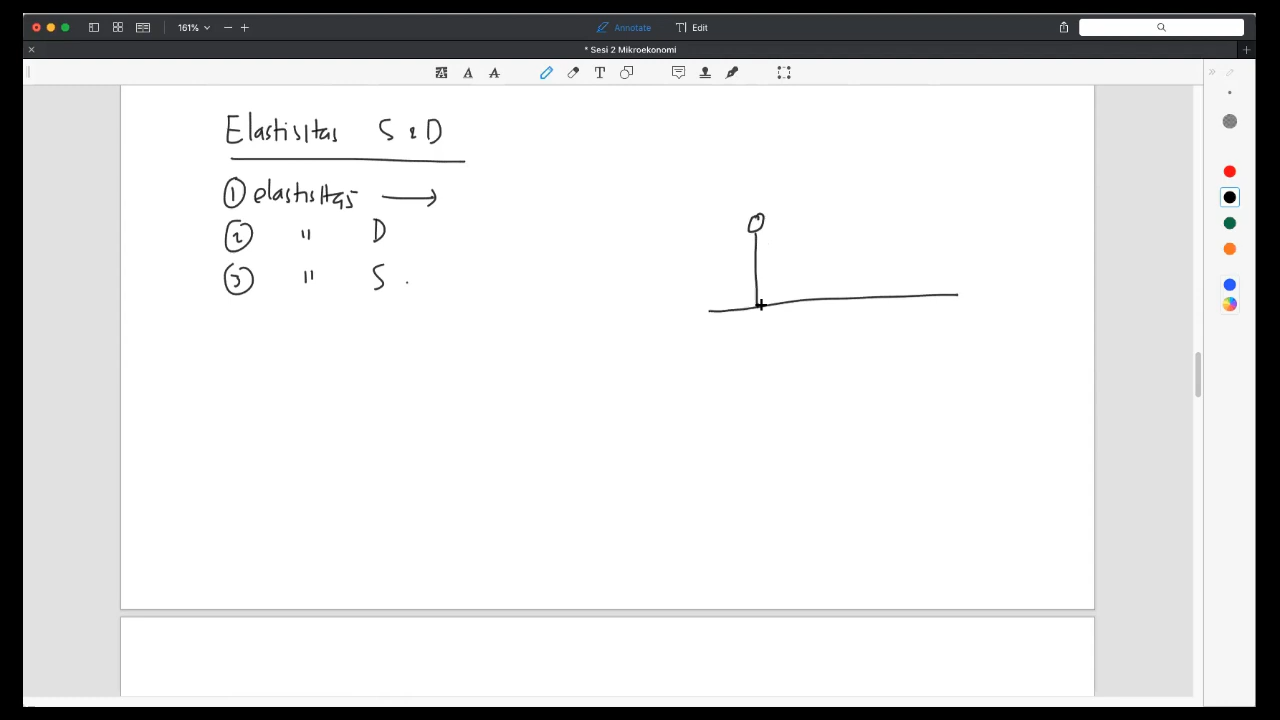 161%
Annotate
Edit
* Sesi 2 Mikroekonomi
A A A T
Elastisitas S & D
① elastisitas →
② " D
③ " S .